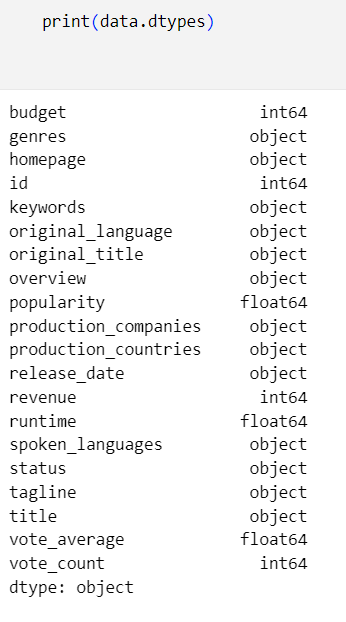 print(data.dtypes)
budget int64
genres object
homepage object
id int64
keywords object
original_language object
original_title object
overview object
popularity float64
production_companies object
production_countries object
release_date object
revenue int64
runtime float64
spoken_languages object
status object
tagline object
title object
vote_average float64
vote_count int64
dtype: object